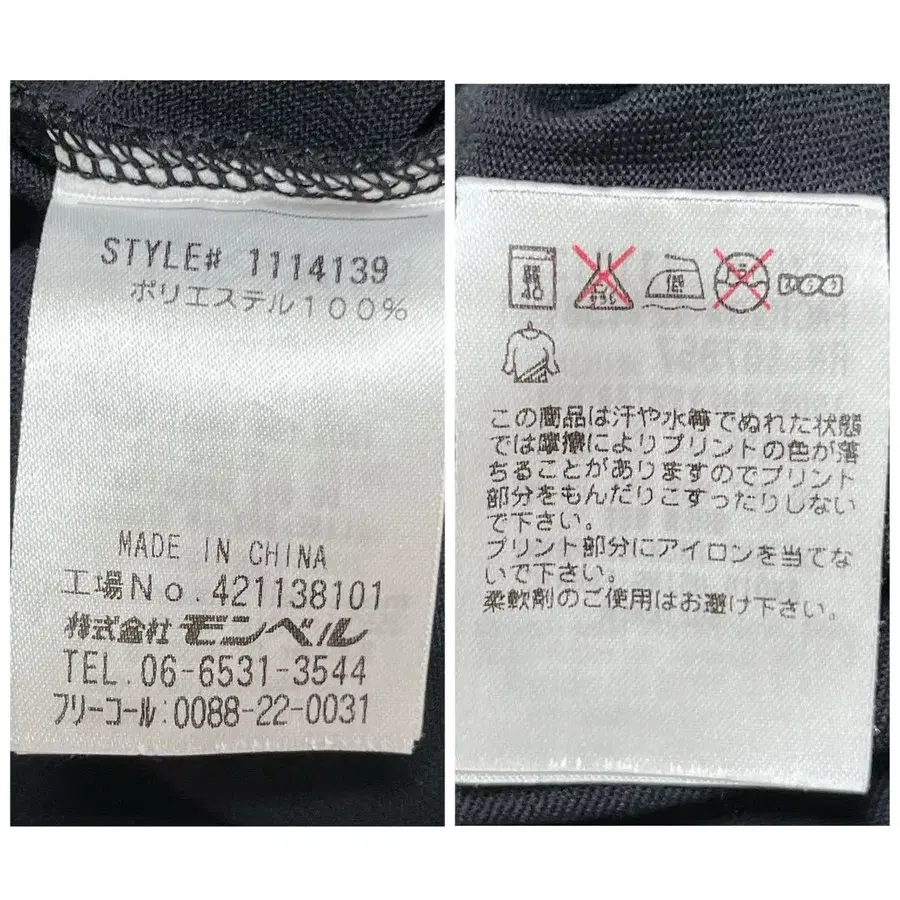 STYLE# 1114139
ポリエステル100%
MADE IN CHINA
工場No.421138101
株式会社 モンベル
TEL.06-6531-3544
フリーコール:0088-22-0031
弱
40
低
この商品は汗や水等でぬれた状態
では摩擦によりプリントの色が落
ちることがありますのでプリント
部分をもんだりこすったりしない
で下さい。
プリント部分にアイロンを当てな
いで下さい。
柔軟剤のご使用はお避け下さい。